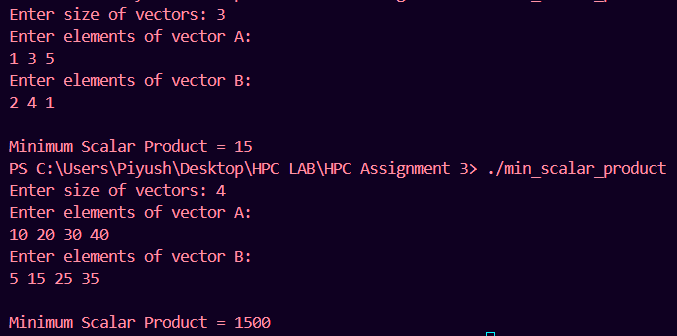 Enter size of vectors: 3
Enter elements of vector A:
1 3 5
Enter elements of vector B:
2 4 1
Minimum Scalar Product = 15
PS C:\Users\Piyush\Desktop\HPC LAB\HPC Assignment 3> ./min_scalar_product
Enter size of vectors: 4
Enter elements of vector A:
10 20 30 40
Enter elements of vector B:
5 15 25 35
Minimum Scalar Product = 1500